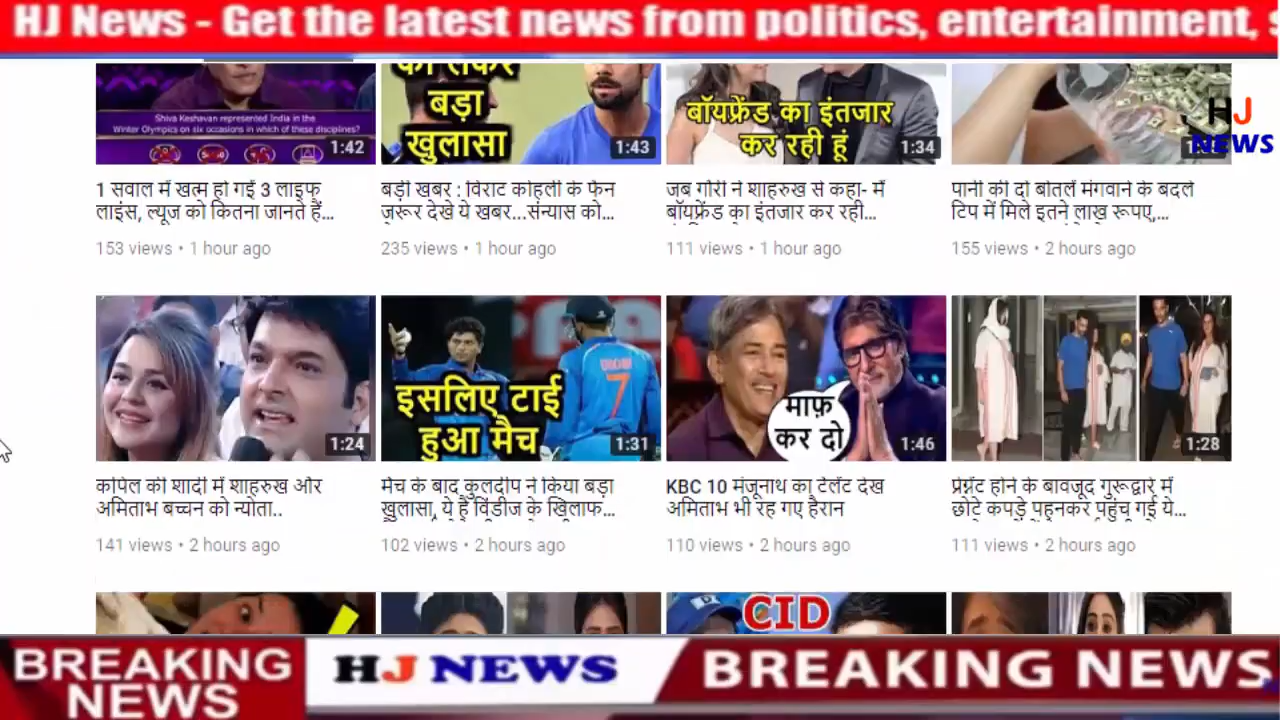 HJ News - Get the latest news from politics, entertainment, s
Shiva Keshavan represented India in the
Winter Olympics on six occasions in which of these disciplines?
1:42
को लेकर
बड़ा
खुलासा
1:43
बॉयफ्रेंड का इंतजार
कर रही हूं
1:34
HJ
NEWS
1 सवाल में खत्म हो गईं 3 लाइफ
लाइंस, ल्यूज को कितना जानते हैं...
153 views • 1 hour ago
बड़ी खबर : विराट कोहली के फैन
ज़रूर देखे ये खबर...संन्यास को...
235 views • 1 hour ago
जब गौरी ने शाहरुख से कहा- मैं
बॉयफ्रेंड का इंतजार कर रही...
111 views • 1 hour ago
पानी की दो बोतलें मंगवाने के बदले
टिप में मिले इतने लाख रूपए,...
155 views • 2 hours ago
1:24
इसलिए टाई
हुआ मैच
7
1:31
माफ़
कर दो
1:46
1:28
कपिल की शादी में शाहरुख और
अमिताभ बच्चन को न्योता..
141 views • 2 hours ago
मैच के बाद कुलदीप ने किया बड़ा
खुलासा, ये है विंडीज के खिलाफ...
102 views • 2 hours ago
KBC 10 मंजूनाथ का टैलेंट देख
अमिताभ भी रह गए हैरान
110 views • 2 hours ago
प्रेग्नेंट होने के बावजूद गुरूद्वारे में
छोटे कपड़े पहनकर पहुंच गई ये...
111 views • 2 hours ago
CID
BREAKING
NEWS
HJ NEWS
BREAKING NEWS